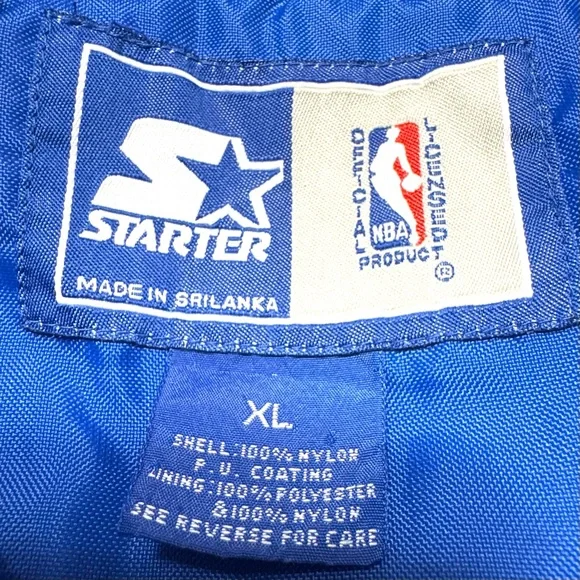 STARTER
MADE IN SRILANKA
OFFICIAL
LICENSED
NBA
PRODUCT ®
XL
SHELL:100% NYLON
P.U. COATING
LINING:100% POLYESTER
&100% NYLON
SEE REVERSE FOR CARE